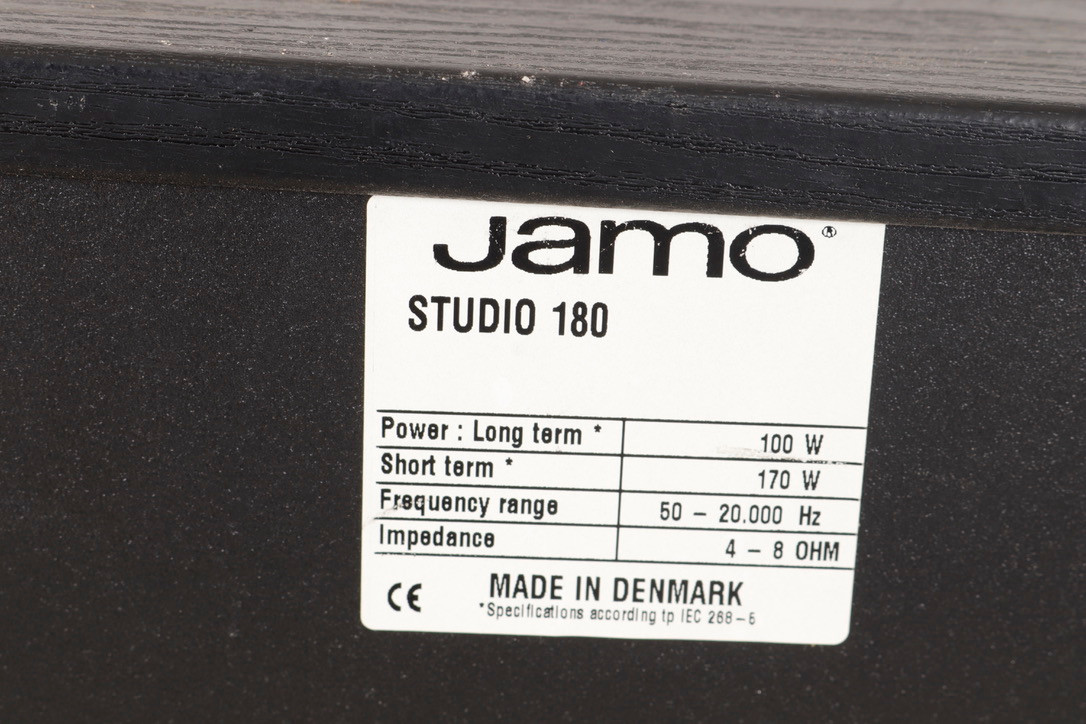 Jamo®
STUDIO 180
Power : Long term * 100 W
Short term * 170 W
Frequency range 50 – 20.000 Hz
Impedance 4 – 8 OHM
CE MADE IN DENMARK
*Specifications according tp IEC 268–5